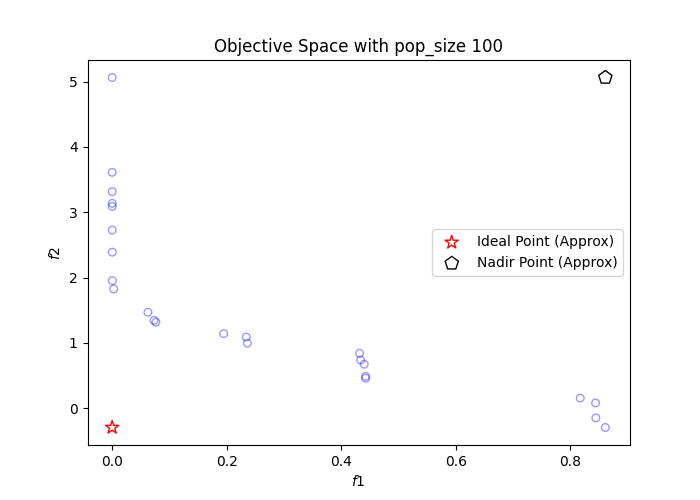 Objective Space with pop_size 100
5
4
3
2
1
0
f2
Ideal Point (Approx)
Nadir Point (Approx)
0.0 0.2 0.4 0.6 0.8
f1